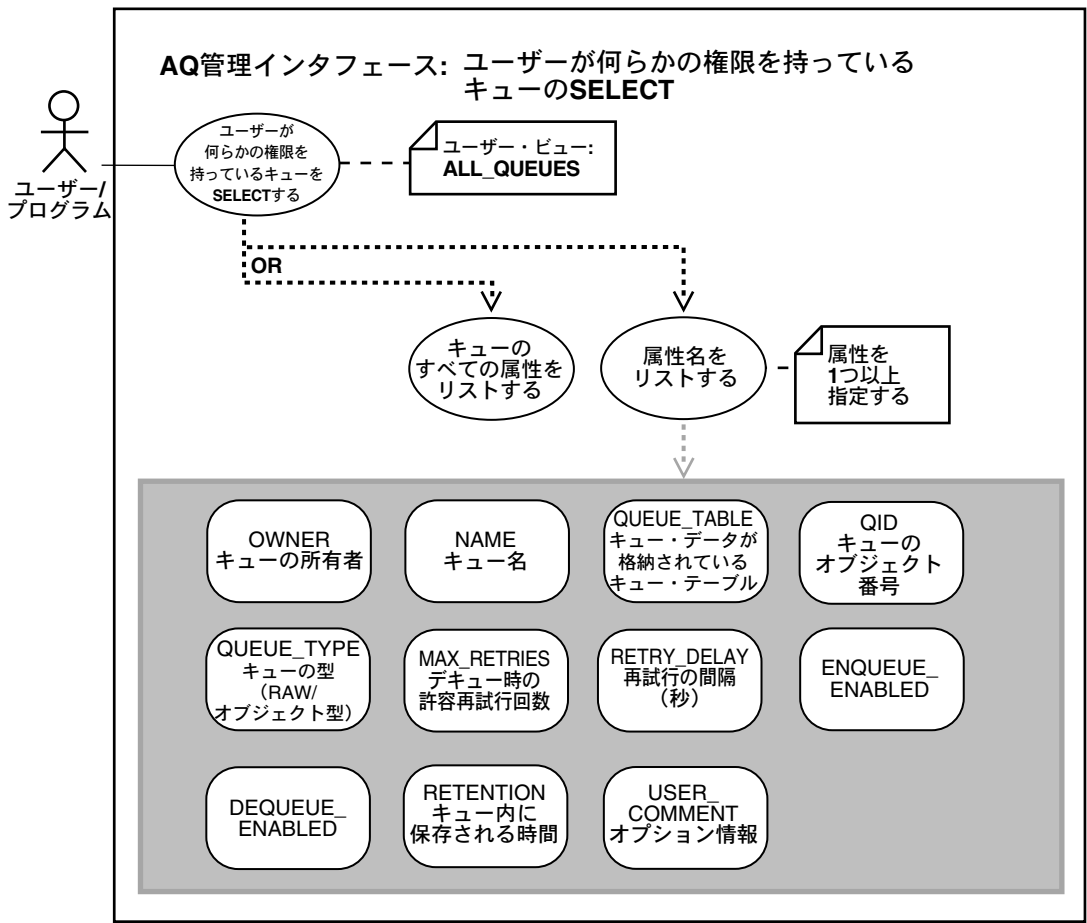 AQ管理インタフェース: ユーザーが何らかの権限を持っている
キューのSELECT
ユーザー/
プログラム
ユーザーが
何らかの権限を
持っているキューを
SELECTする
ユーザー・ビュー:
ALL_QUEUES
OR
キューの
すべての属性を
リストする
属性名を
リストする
属性を
1つ以上
指定する
OWNER
キューの所有者
NAME
キュー名
QUEUE_TABLE
キュー・データが
格納されている
キュー・テーブル
QID
キューの
オブジェクト
番号
QUEUE_TYPE
キューの型
（RAW/
オブジェクト型）
MAX_RETRIES
デキュー時の
許容再試行回数
RETRY_DELAY
再試行の間隔
（秒）
ENQUEUE_
ENABLED
DEQUEUE_
ENABLED
RETENTION
キュー内に
保存される時間
USER_
COMMENT
オプション情報